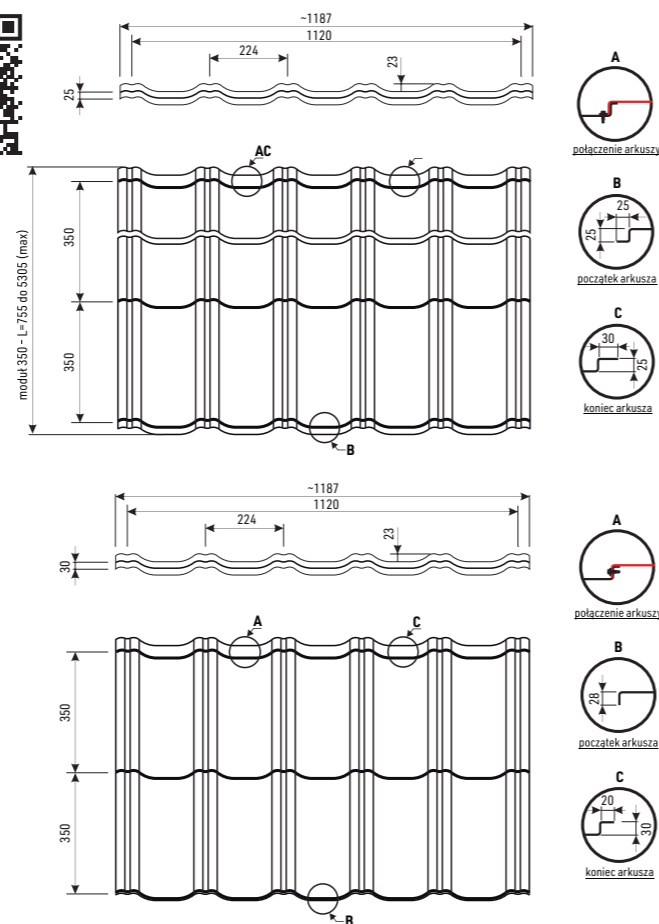 ~1187
1120
224
23
25
AC
350
350
moduł 350 - L=755 do 5305 (max)
B
A
połączenie arkuszy
B
25
25
początek arkusza
C
30
25
koniec arkusza
~1187
1120
224
23
30
A
C
350
350
B
A
połączenie arkuszy
B
28
początek arkusza
C
20
30
koniec arkusza